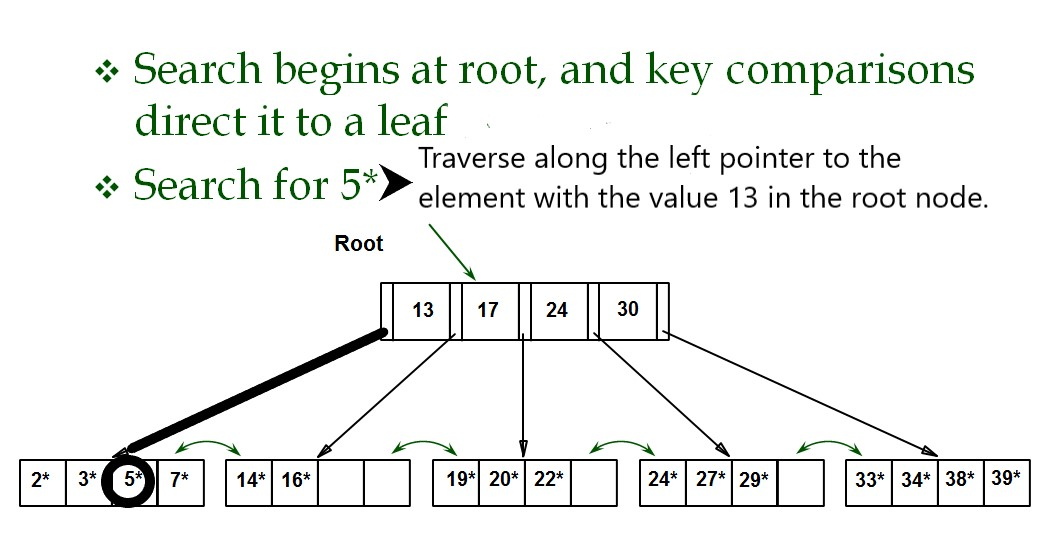 ❖ Search begins at root, and key comparisons
direct it to a leaf
❖ Search for 5*
Traverse along the left pointer to the
element with the value 13 in the root node.
Root
13 17 24 30
2* 3* 5* 7* 14* 16* 19* 20* 22* 24* 27* 29* 33* 34* 38* 39*